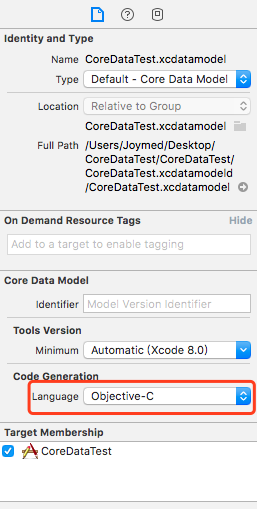 Identity and Type
Name CoreDataTest.xcdatamodel
Type Default - Core Data Model
Location Relative to Group
CoreDataTest.xcdatamodel
Full Path /Users/Joymed/Desktop/
CoreDataTest/CoreDataTest/
CoreDataTest.xcdatamodeld
/CoreDataTest.xcdatamodel
On Demand Resource Tags Hide
Add to a target to enable tagging
Core Data Model
Identifier Model Version Identifier
Tools Version
Minimum Automatic (Xcode 8.0)
Code Generation
Language Objective-C
Target Membership
CoreDataTest